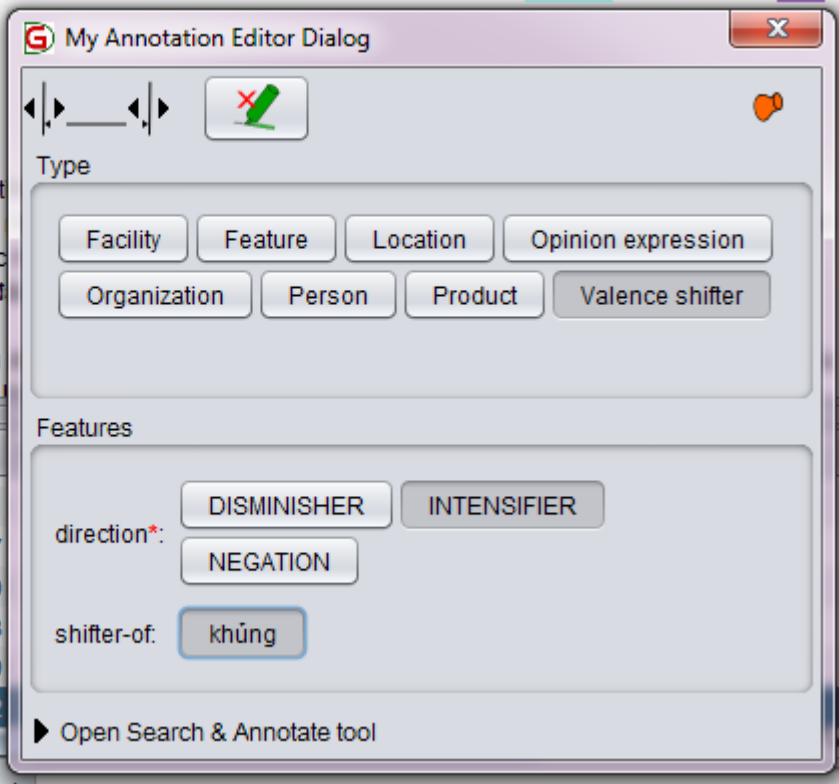 My Annotation Editor Dialog
Type
Facility Feature Location Opinion expression
Organization Person Product Valence shifter
Features
direction*:
DISMINISHER INTENSIFIER
NEGATION
shifter-of: khủng
Open Search & Annotate tool